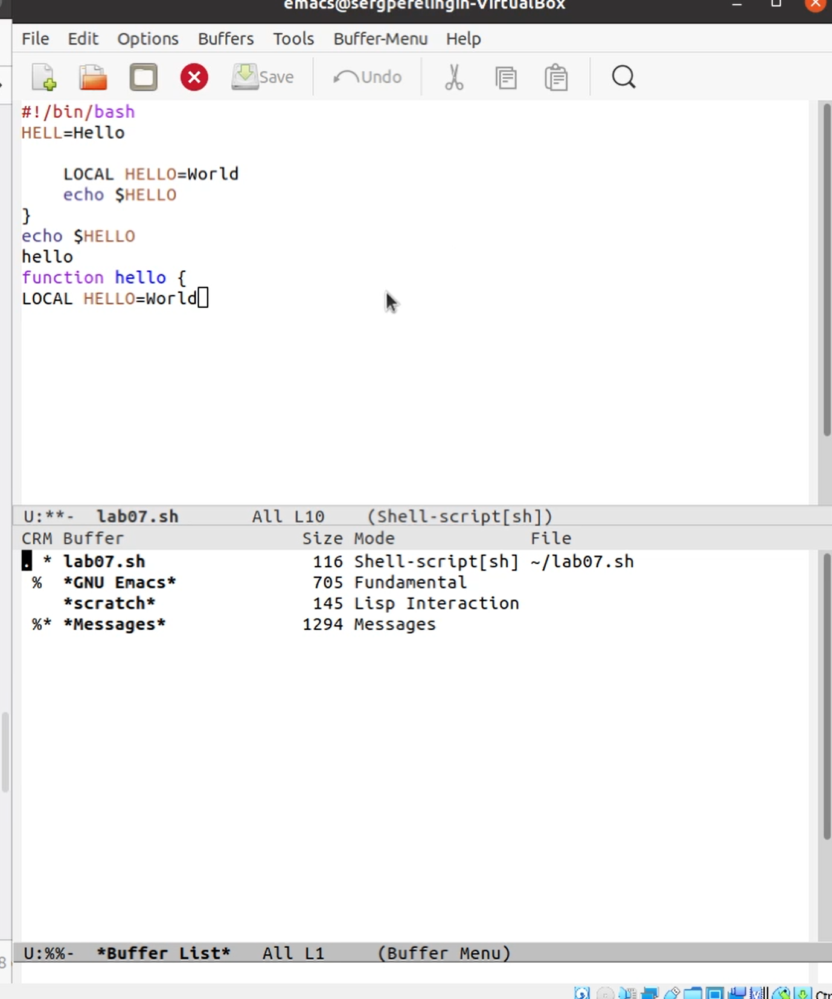 emacs@sergperelingin-VirtualBox
File Edit Options Buffers Tools Buffer-Menu Help
Save Undo
#!/bin/bash
HELL=Hello
LOCAL HELLO=World
echo $HELLO
}
echo $HELLO
hello
function hello {
LOCAL HELLO=World
U:**- lab07.sh All L10 (Shell-script[sh])
CRM Buffer Size Mode File
. * lab07.sh 116 Shell-script[sh] ~/lab07.sh
% *GNU Emacs* 705 Fundamental
*scratch* 145 Lisp Interaction
%* *Messages* 1294 Messages
U:%%- *Buffer List* All L1 (Buffer Menu)
8